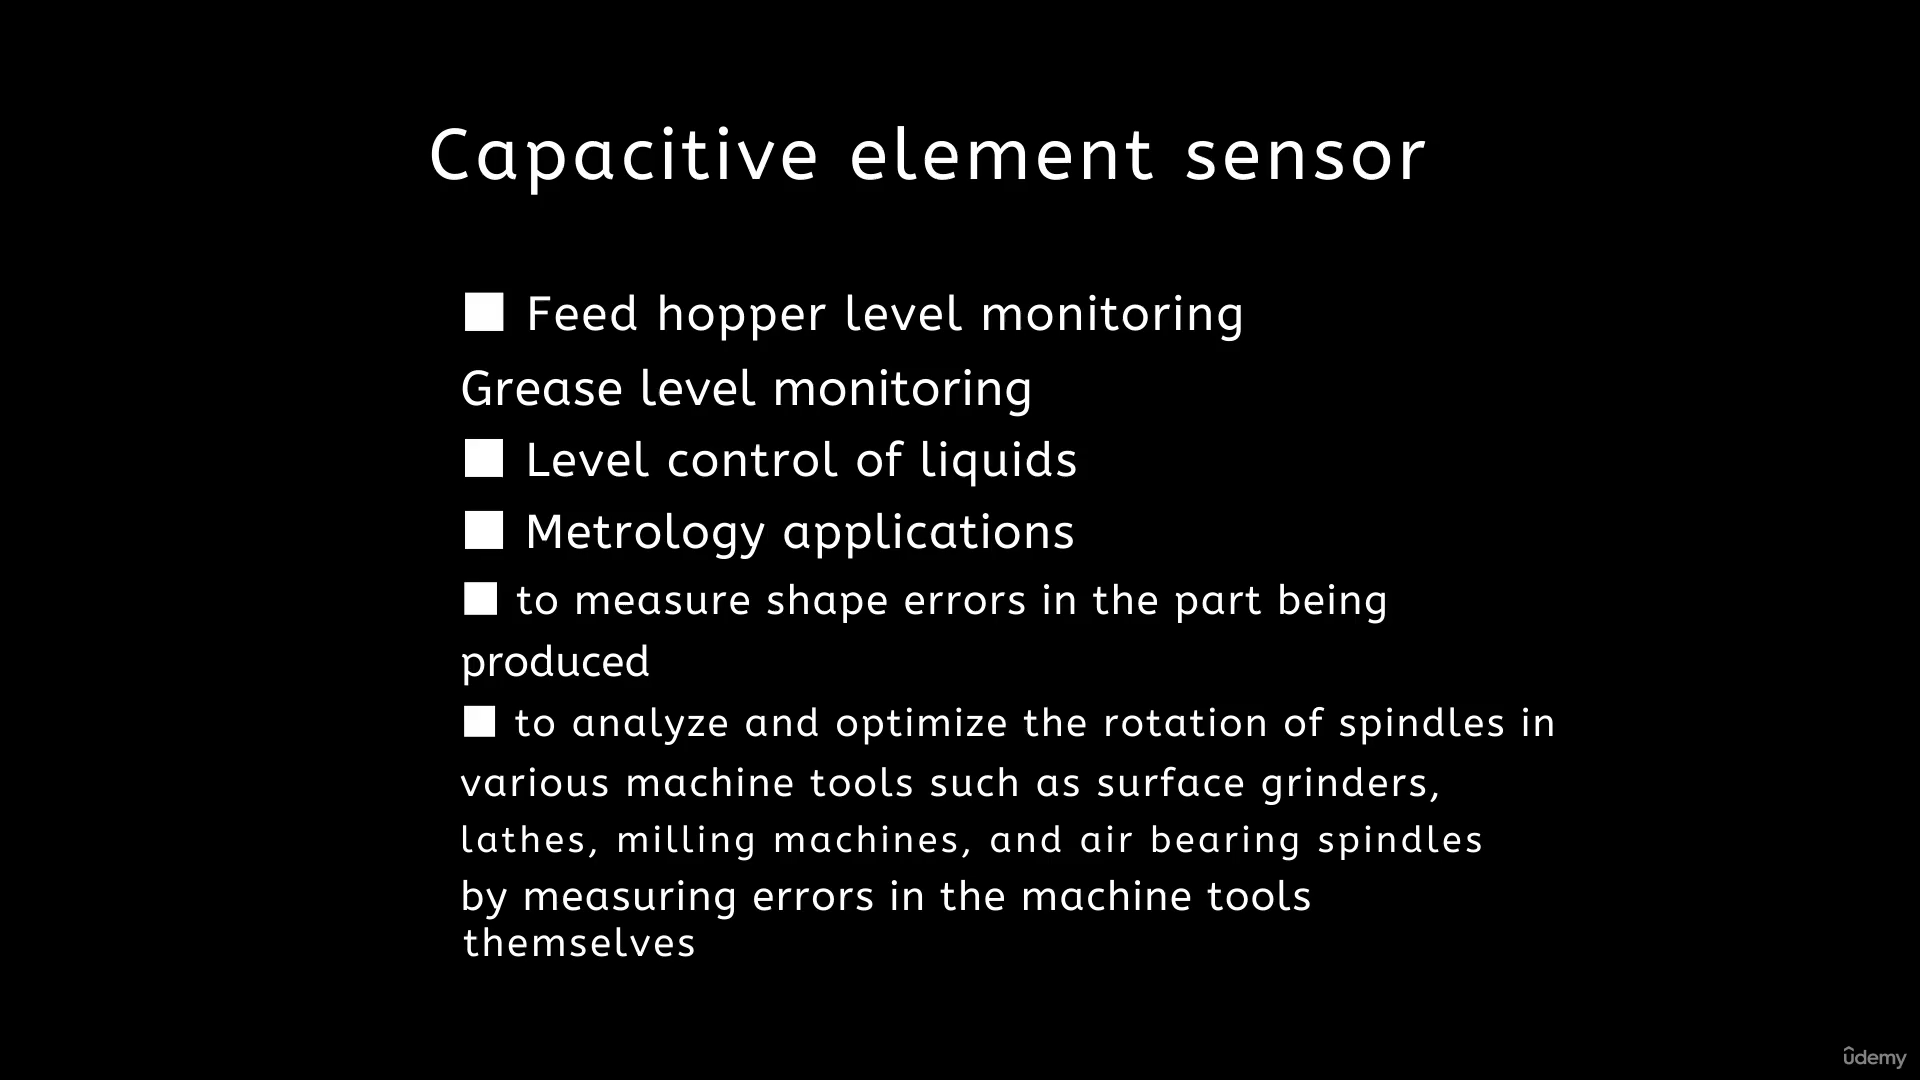 Capacitive element sensor
■ Feed hopper level monitoring
Grease level monitoring
■ Level control of liquids
■ Metrology applications
■ to measure shape errors in the part being
produced
■ to analyze and optimize the rotation of spindles in
various machine tools such as surface grinders,
lathes, milling machines, and air bearing spindles
by measuring errors in the machine tools
themselves
ûdemy